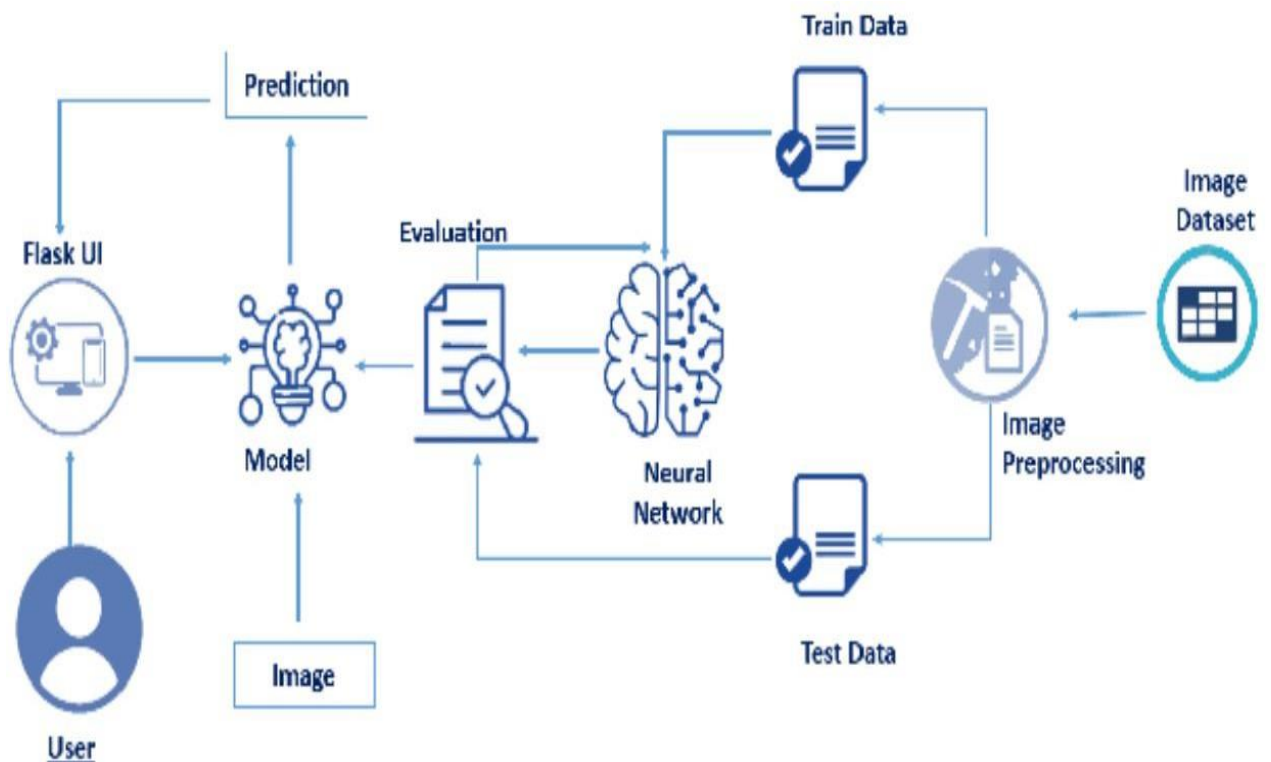 Train Data
Prediction
Image
Dataset
Evaluation
Flask UI
Image
Preprocessing
Model
Neural
Network
Test Data
Image
User